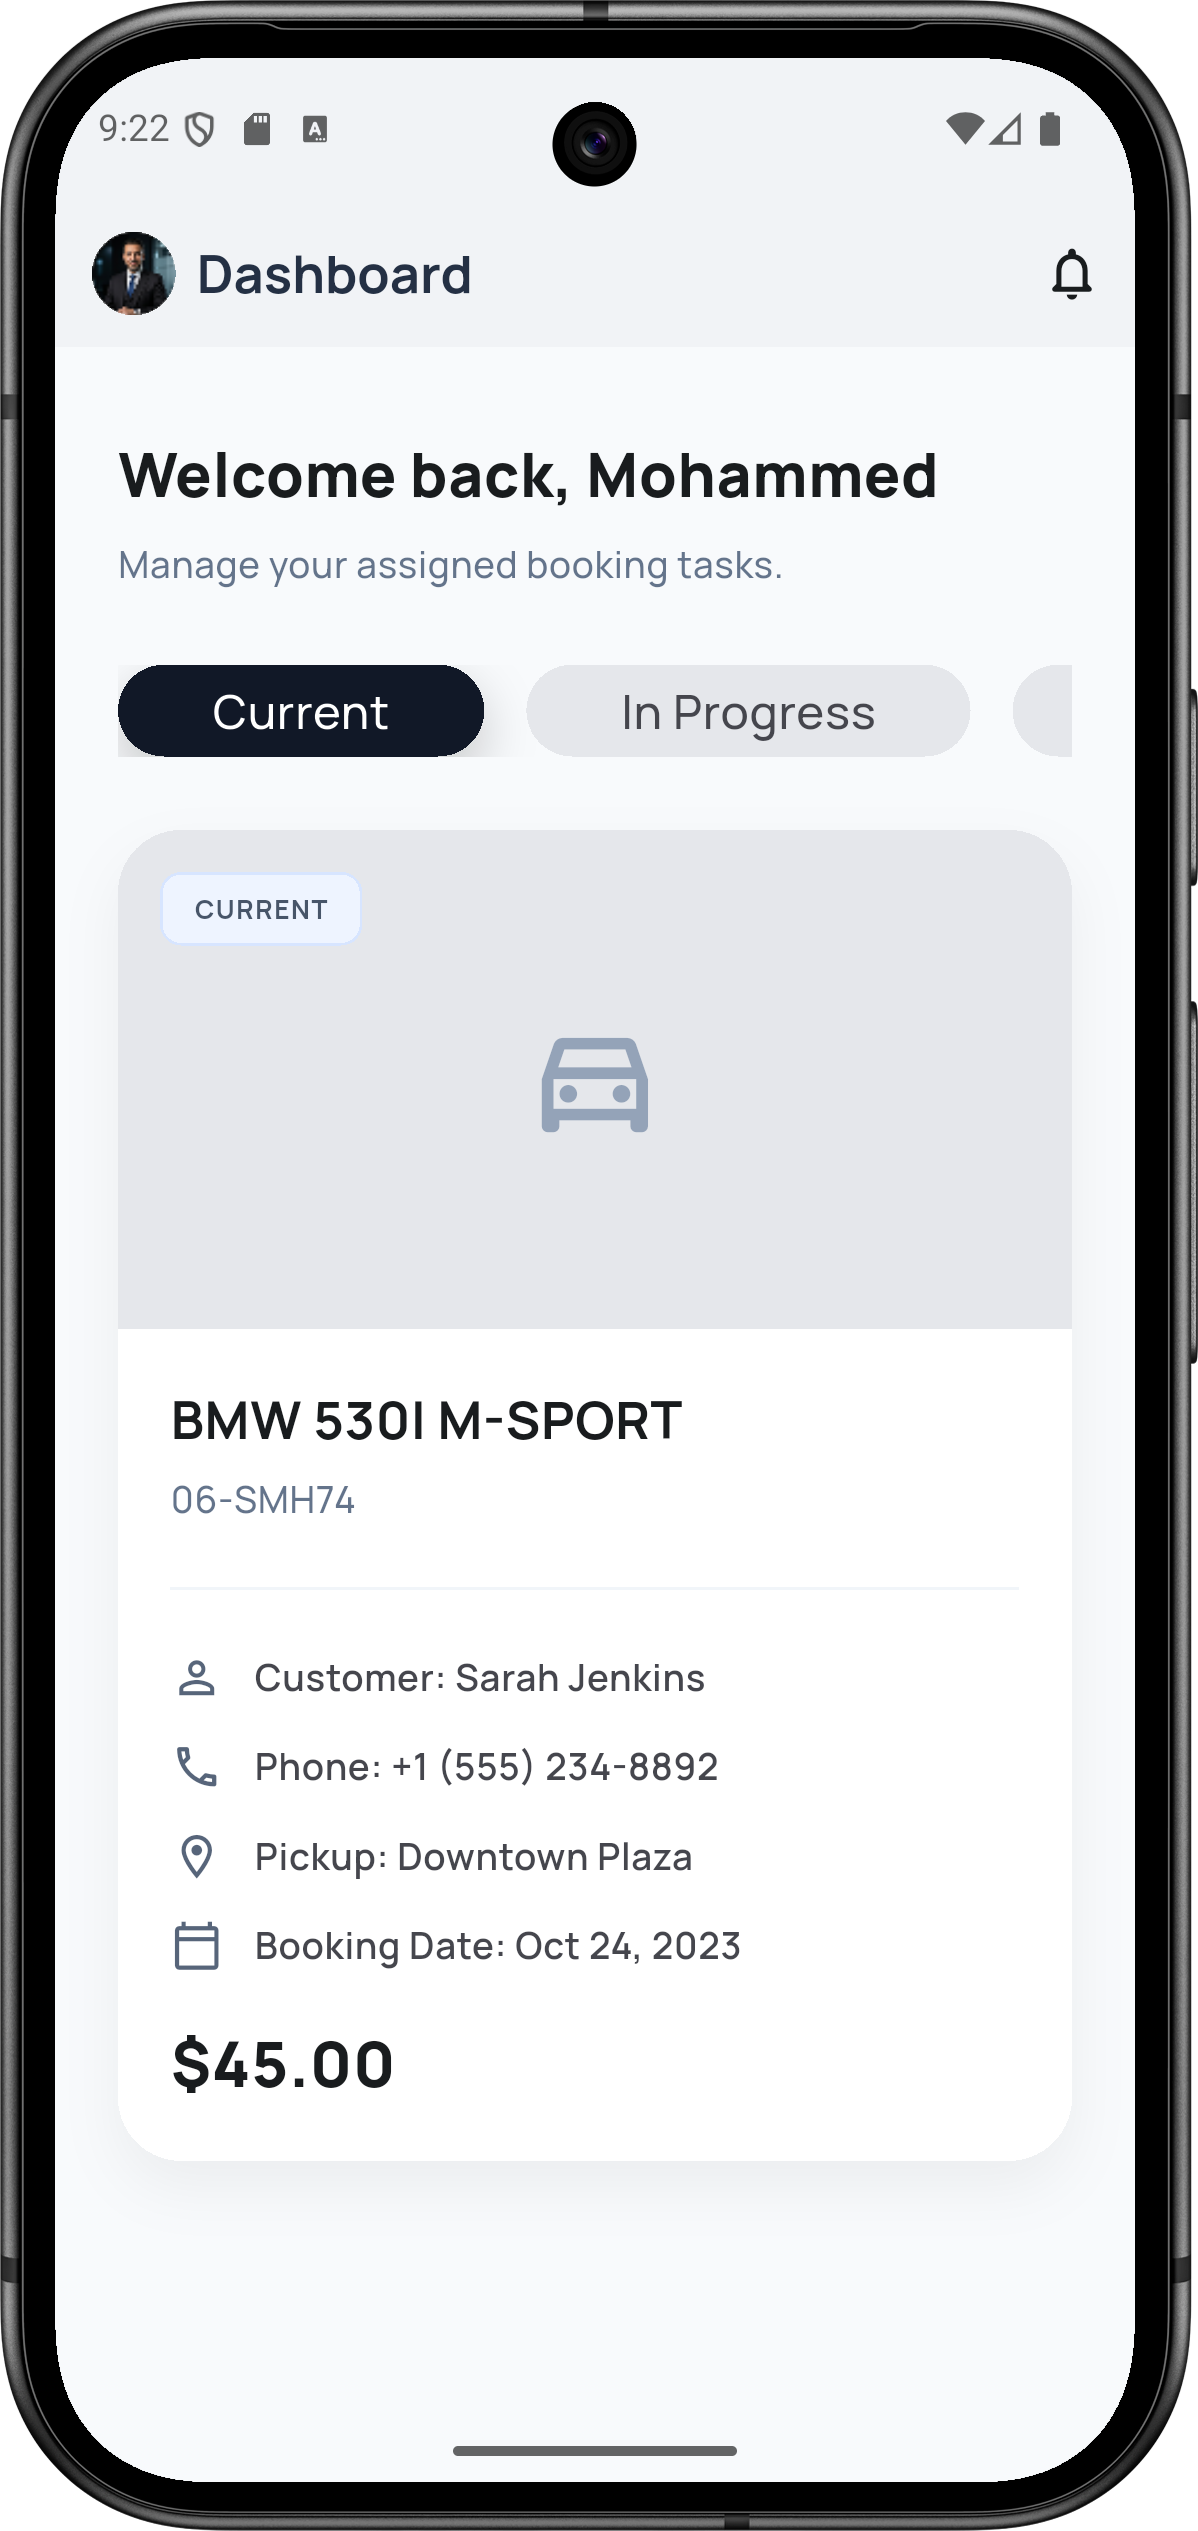 9:22
Dashboard
Welcome back, Mohammed
Manage your assigned booking tasks.
Current
In Progress
CURRENT
BMW 530I M-SPORT
06-SMH74
Customer: Sarah Jenkins
Phone: +1 (555) 234-8892
Pickup: Downtown Plaza
Booking Date: Oct 24, 2023
$45.00